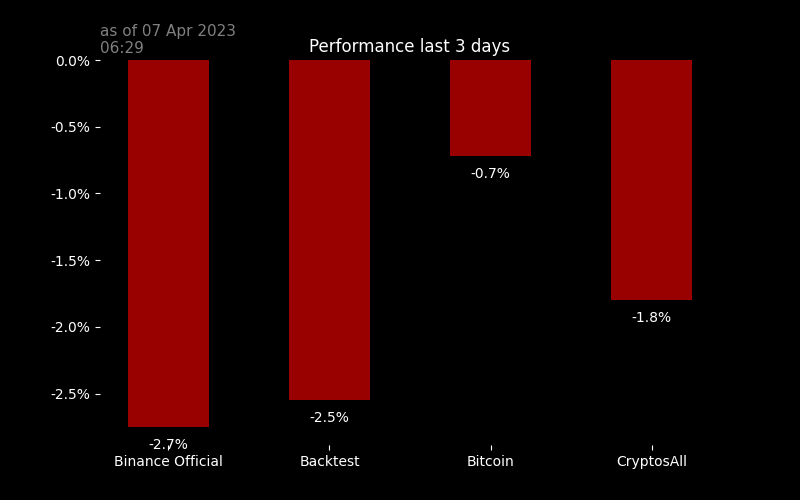 as of 07 Apr 2023
06:29
Performance last 3 days
0.0%
-0.5%
-1.0%
-1.5%
-2.0%
-2.5%
-2.7%
-2.5%
-0.7%
-1.8%
Binance Official
Backtest
Bitcoin
CryptosAll